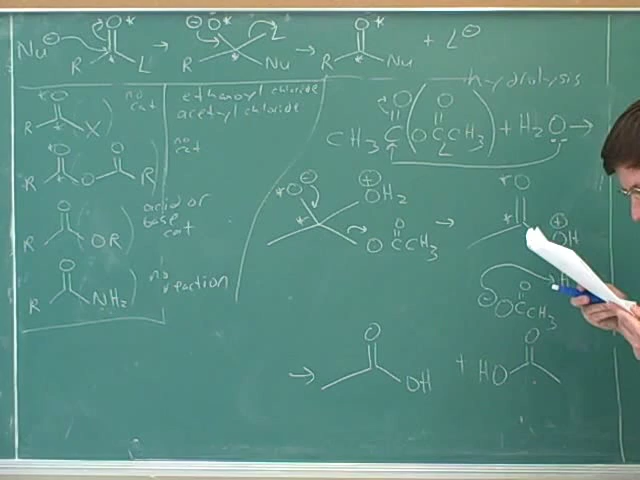 Nu⊖ O* R * L → ⊖O* L R Nu → O* R * Nu + L⊖
hydrolysis
O R * X no cat ethanoyl chloride
acetyl chloride
O O R O R no cat
O R OR acid or
base
cat
O R NH₂ no
reaction
O O
CH₃ C (O C CH₃) + H₂O →
L
*O⊖ ⊕OH₂ * O C CH₃ O → *O * ⊕OH H
⊖ O C CH₃ O
→ O OH + HO O